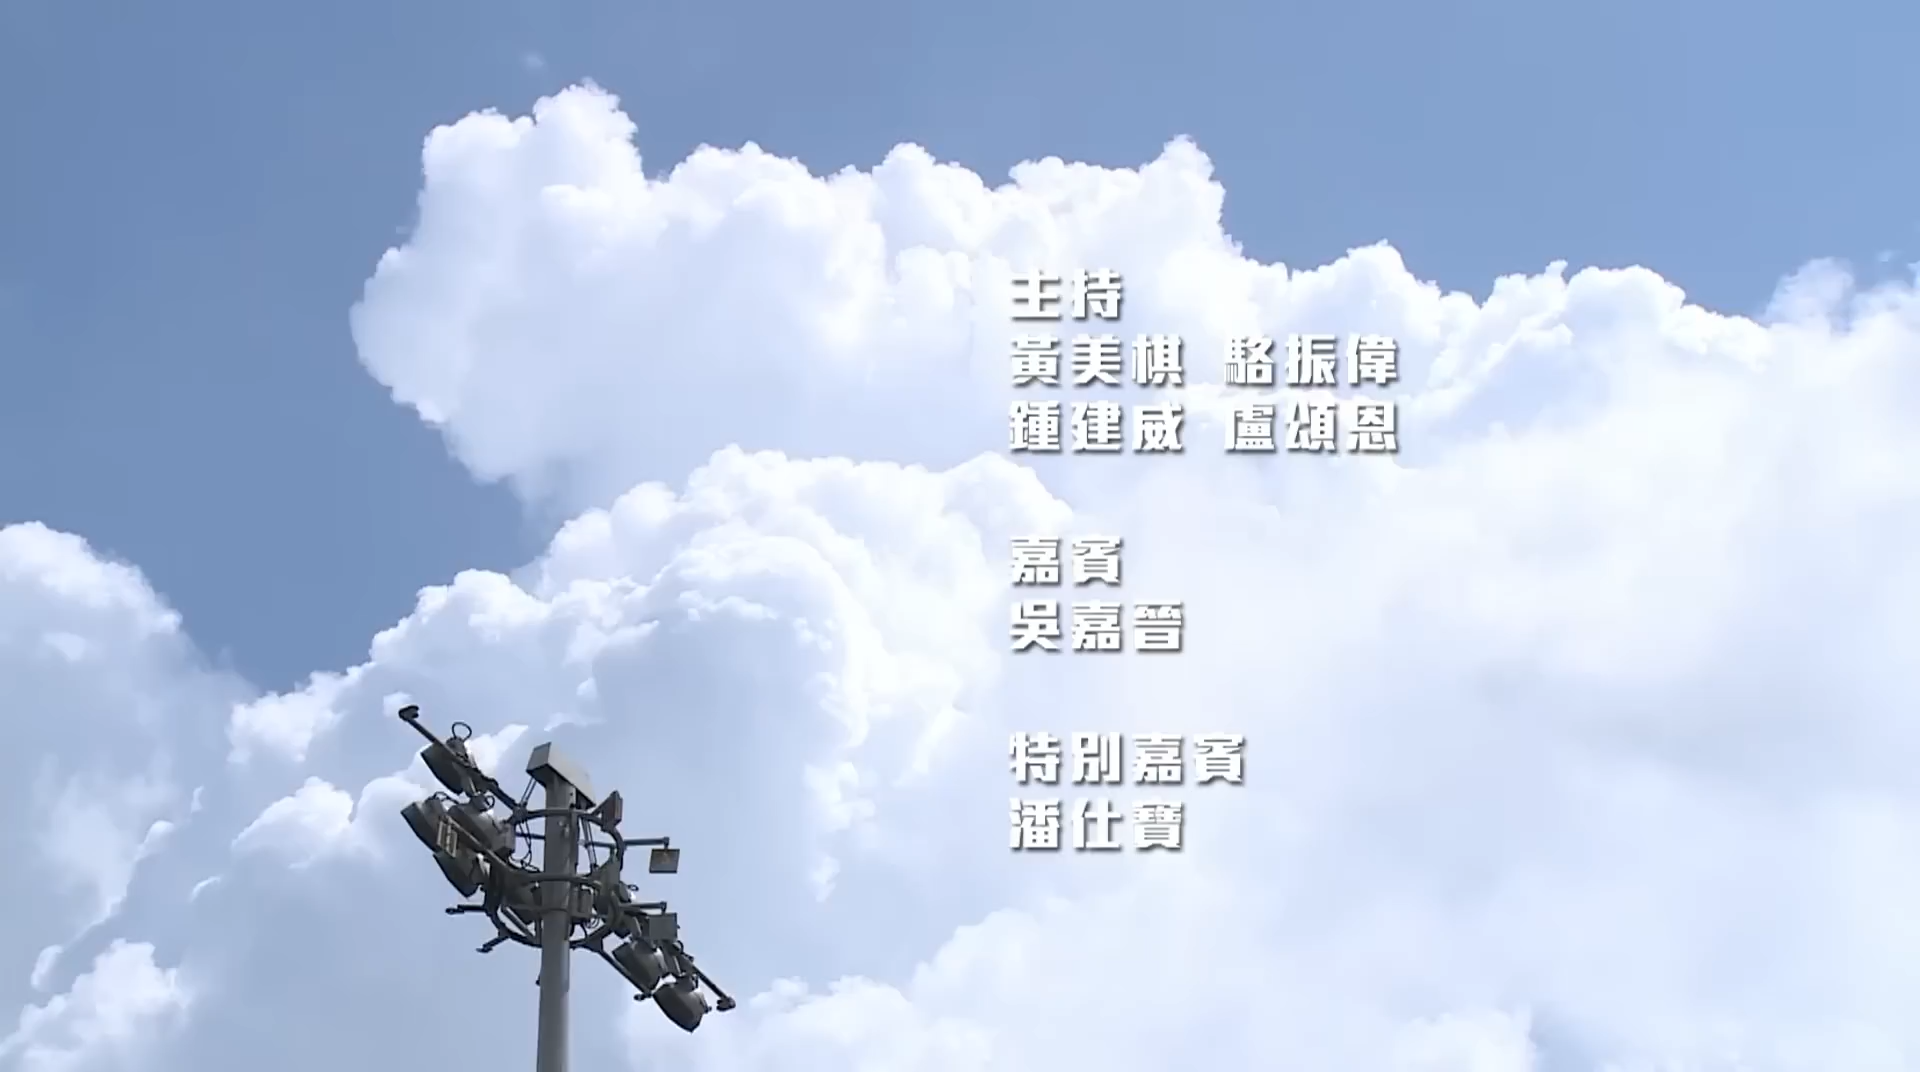 主持
黃美棋 駱振偉
鍾建威 盧頌恩
嘉賓
吳嘉晉
特別嘉賓
潘仕寶